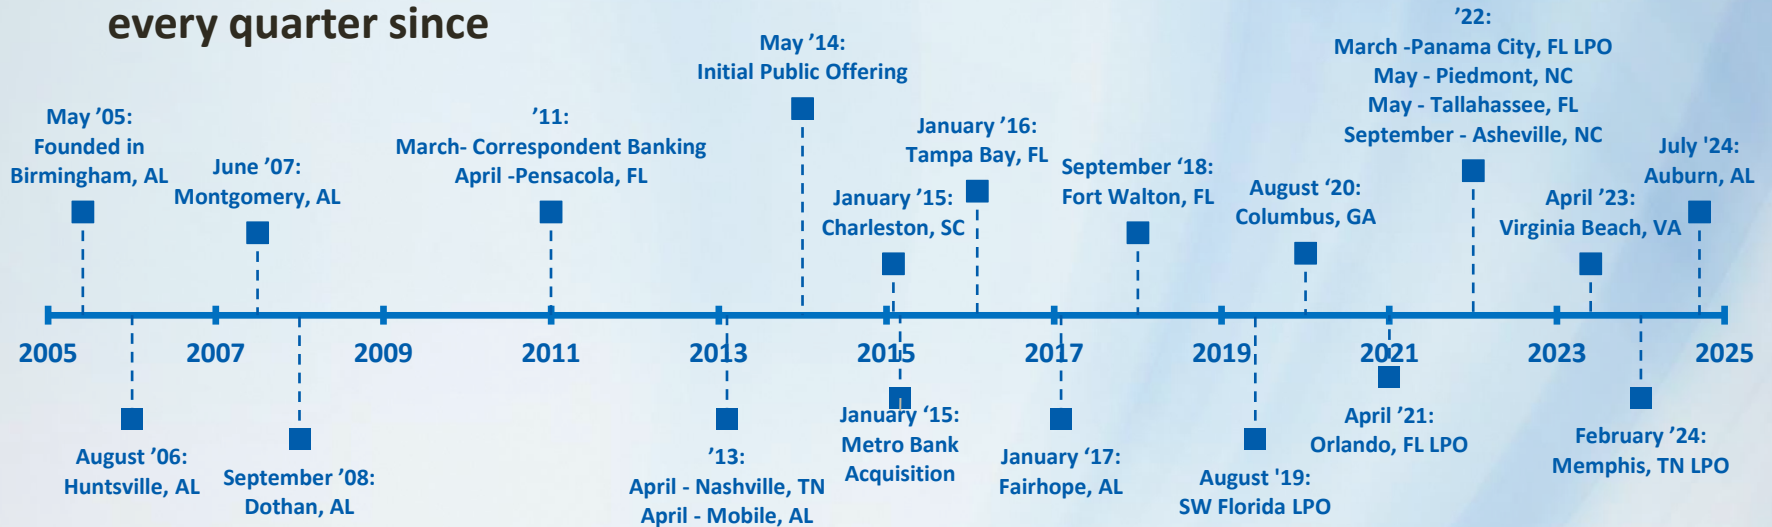 every quarter since
May ’05:
Founded in
Birmingham, AL
June ’07:
Montgomery, AL
’11:
March- Correspondent Banking
April -Pensacola, FL
May ’14:
Initial Public Offering
January ’15:
Charleston, SC
January ’16:
Tampa Bay, FL
September ‘18:
Fort Walton, FL
August ‘20:
Columbus, GA
’22:
March -Panama City, FL LPO
May - Piedmont, NC
May - Tallahassee, FL
September - Asheville, NC
April ’23:
Virginia Beach, VA
July '24:
Auburn, AL
2005
2007
2009
2011
2013
2015
2017
2019
2021
2023
2025
August ’06:
Huntsville, AL
September ’08:
Dothan, AL
’13:
April - Nashville, TN
April - Mobile, AL
January ‘15:
Metro Bank
Acquisition
January ‘17:
Fairhope, AL
August '19:
SW Florida LPO
April ’21:
Orlando, FL LPO
February ’24:
Memphis, TN LPO